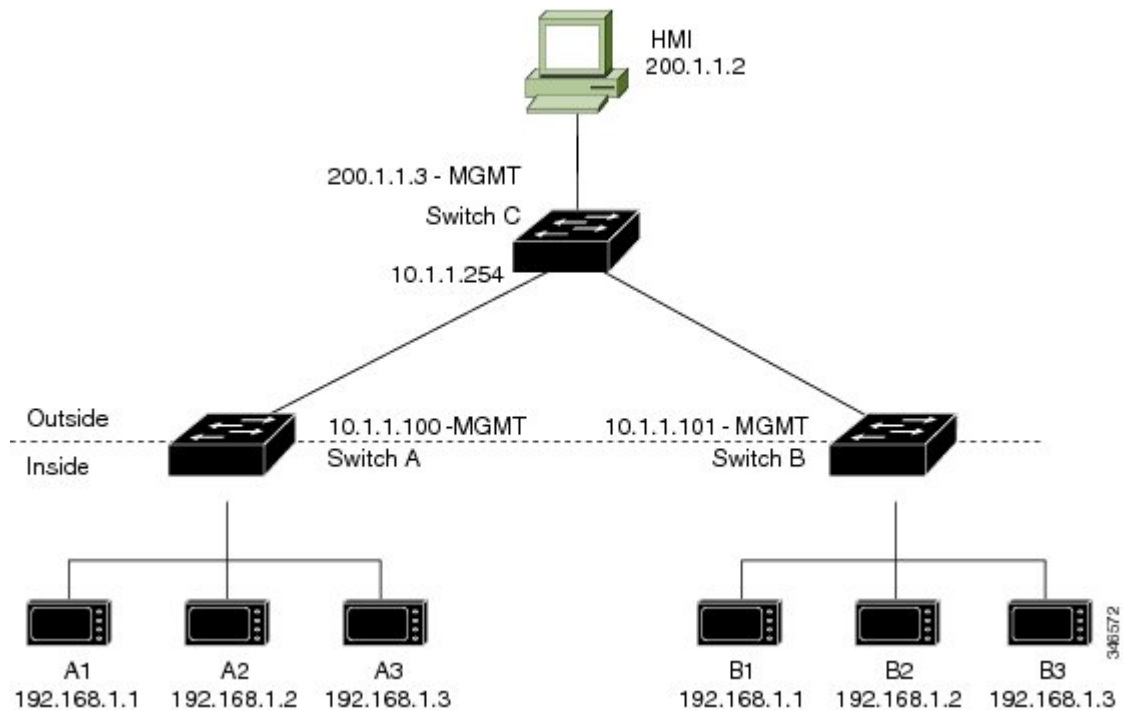 HMI
200.1.1.2
200.1.1.3 - MGMT
Switch C
10.1.1.254
Outside
Inside
10.1.1.100 -MGMT
Switch A
10.1.1.101 - MGMT
Switch B
A1
192.168.1.1
A2
192.168.1.2
A3
192.168.1.3
B1
192.168.1.1
B2
192.168.1.2
B3
192.168.1.3
346572